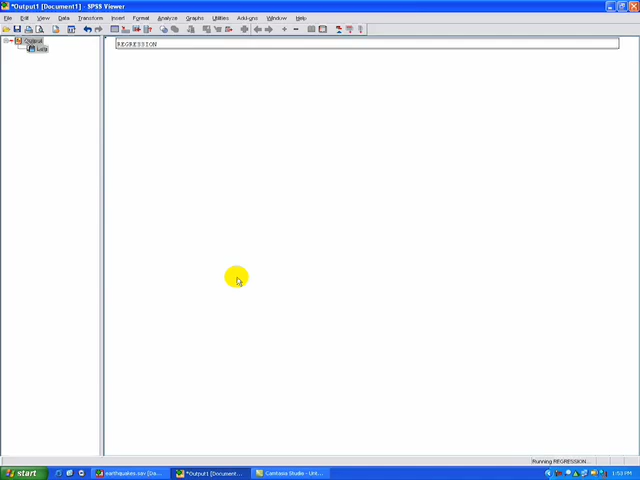 *Output1 [Document1] - SPSS Viewer
File Edit View Data Transform Insert Format Analyze Graphs Utilities Add-ons Window Help
Output
Log
REGRESSION
Running REGRESSION...
start
earthquakes.sav [Da...
*Output1 [Document...
Camtasia Studio - Unt...
1:53 PM